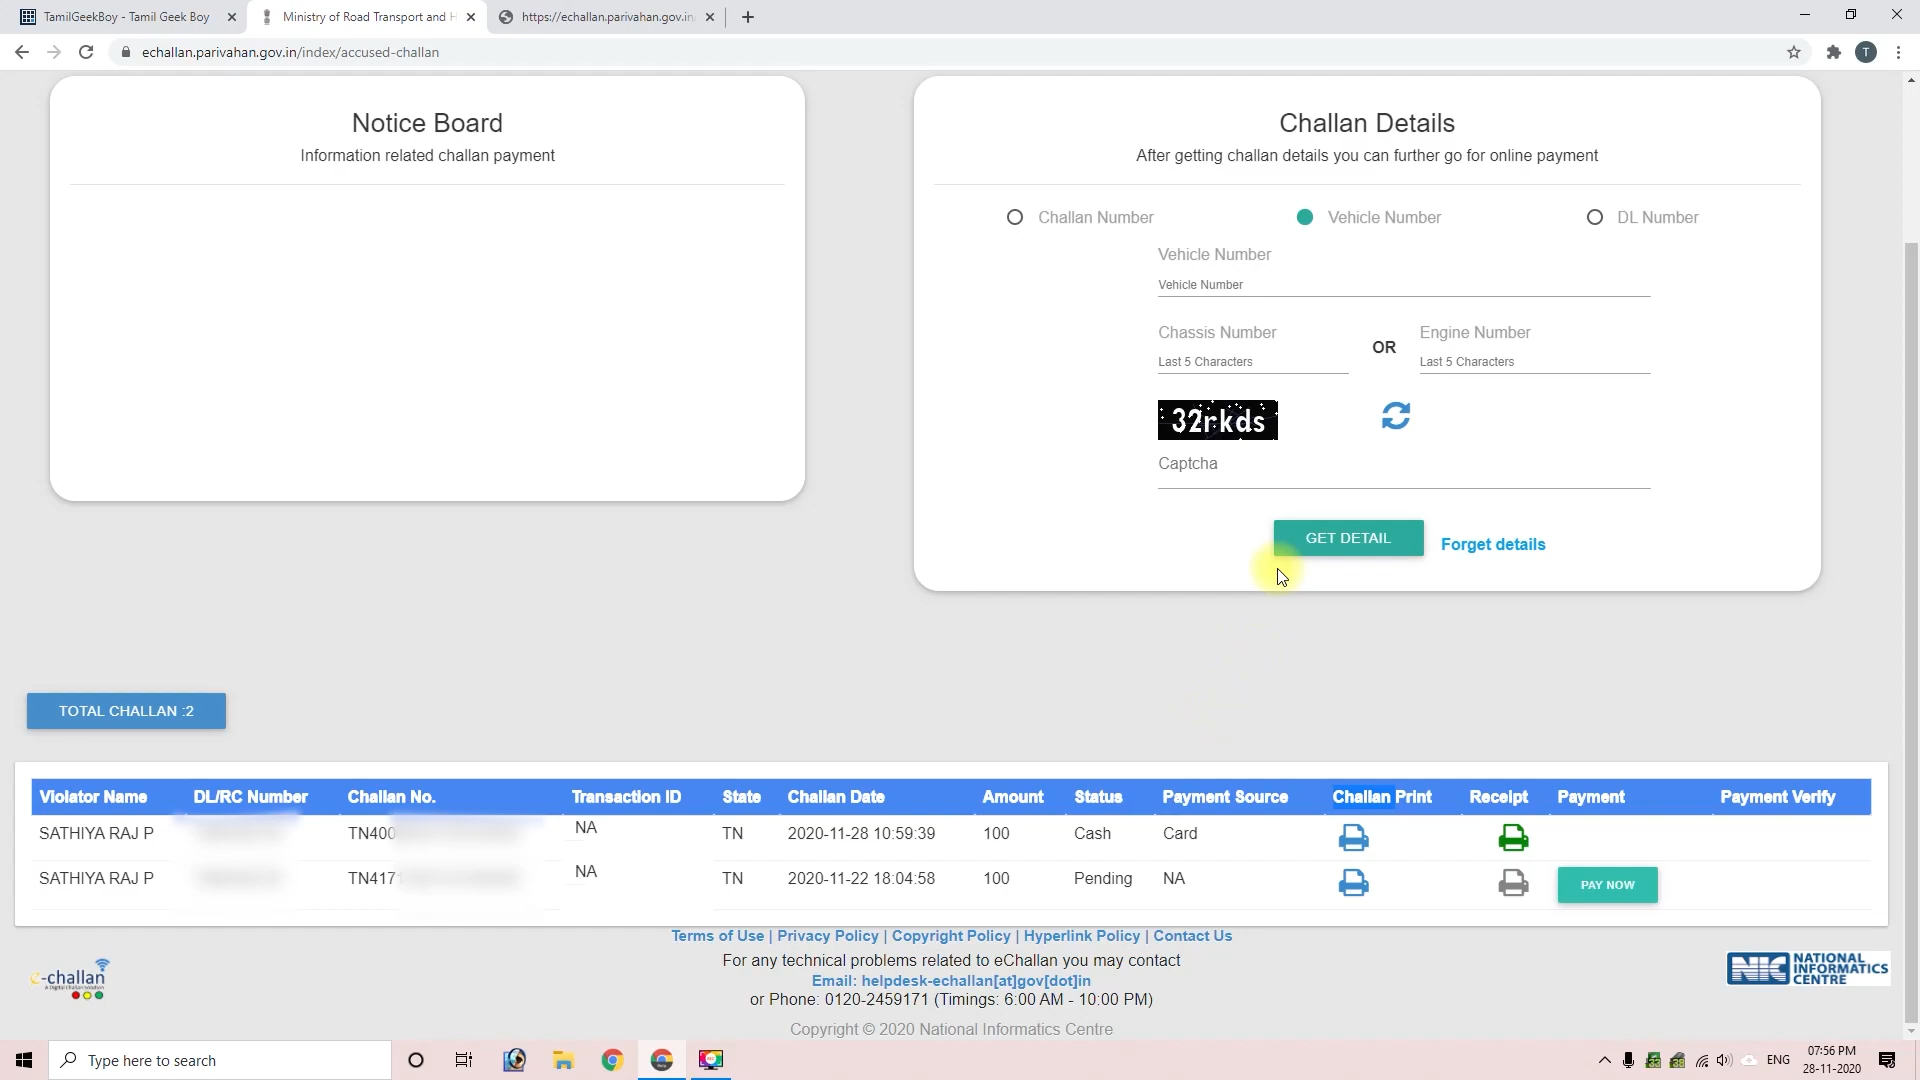 TamilGeekBoy - Tamil Geek Boy
Ministry of Road Transport and H
https://echallan.parivahan.gov.in
echallan.parivahan.gov.in/index/accused-challan
T
Notice Board
Information related challan payment
Challan Details
After getting challan details you can further go for online payment
Challan Number
Vehicle Number
DL Number
Vehicle Number
Vehicle Number
Chassis Number
Last 5 Characters
OR
Engine Number
Last 5 Characters
32rkds
Captcha
GET DETAIL
Forget details
TOTAL CHALLAN :2
Violator Name DL/RC Number Challan No. Transaction ID State Challan Date Amount Status Payment Source Challan Print Receipt Payment Payment Verify
SATHIYA RAJ P TN400 NA TN 2020-11-28 10:59:39 100 Cash Card
SATHIYA RAJ P TN417 NA TN 2020-11-22 18:04:58 100 Pending NA PAY NOW
Terms of Use | Privacy Policy | Copyright Policy | Hyperlink Policy | Contact Us
For any technical problems related to eChallan you may contact
Email: helpdesk-echallan[at]gov[dot]in
or Phone: 0120-2459171 (Timings: 6:00 AM - 10:00 PM)
Copyright © 2020 National Informatics Centre
e-challan
A Digital Challan Solution
NIC NATIONAL
INFORMATICS
CENTRE
Type here to search
ENG
07:56 PM
28-11-2020